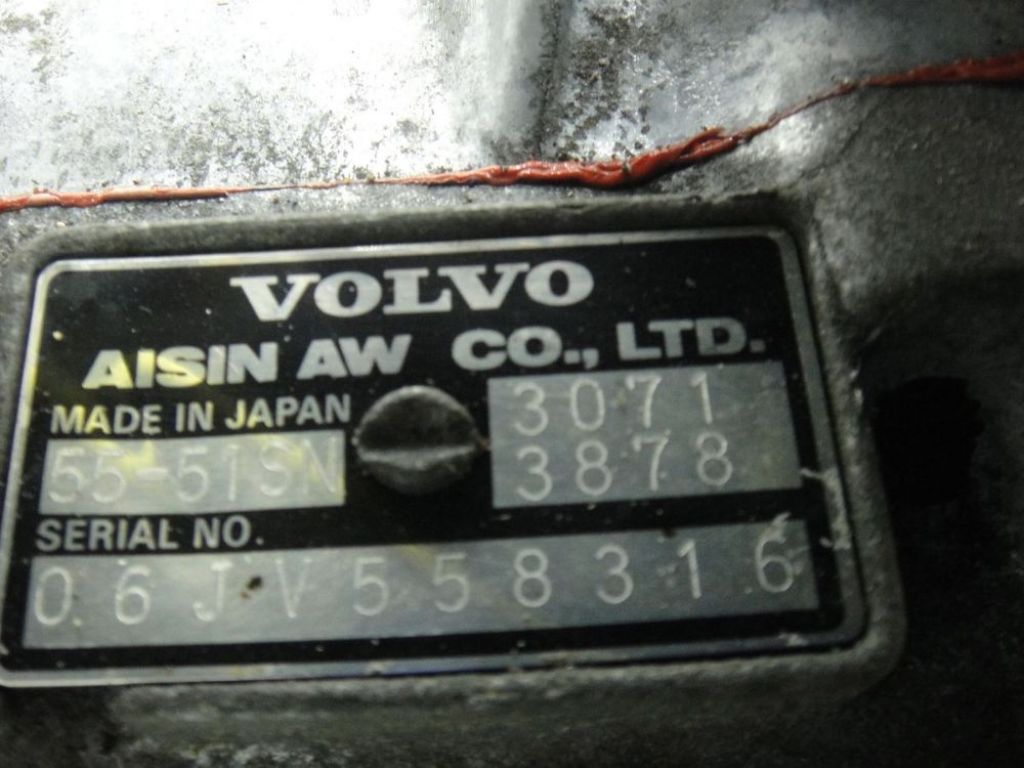 VOLVO
AISIN AW CO., LTD.
MADE IN JAPAN
55-51SN
3071
3878
SERIAL NO.
06JV558316